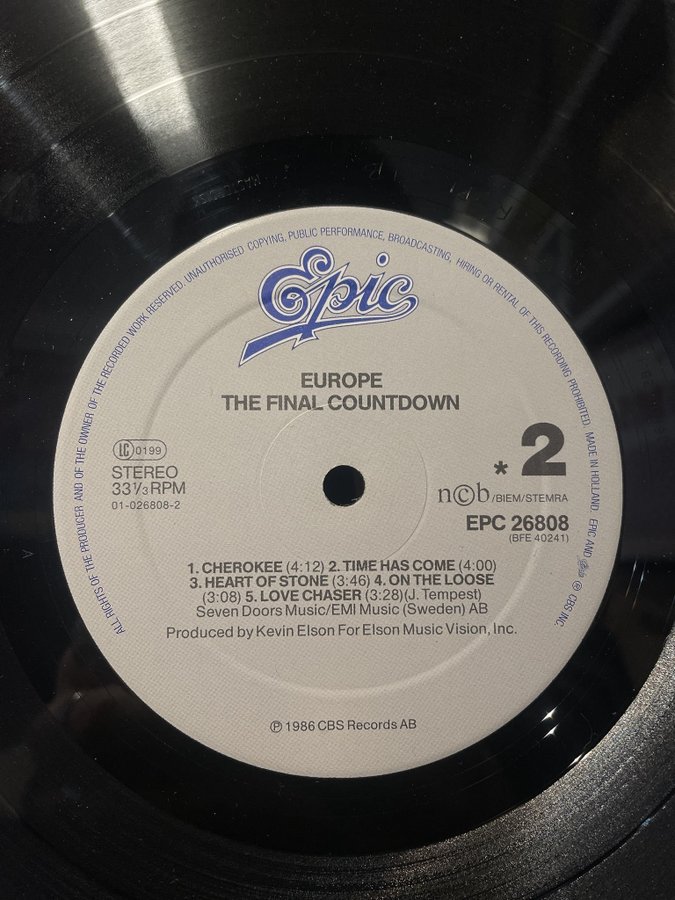 ALL RIGHTS OF THE PRODUCER AND OF THE OWNER OF THE RECORDED WORK RESERVED. UNAUTHORISED COPYING, PUBLIC PERFORMANCE, BROADCASTING, HIRING OR RENTAL OF THIS RECORDING PROHIBITED. MADE IN HOLLAND. EPIC AND Epic ® CBS INC.
Epic
EUROPE
THE FINAL COUNTDOWN
LC 0199
STEREO
33⅓ RPM
01-026808-2
* 2
n©b/BIEM/STEMRA
EPC 26808
(BFE 40241)
1. CHEROKEE (4:12) 2. TIME HAS COME (4:00)
3. HEART OF STONE (3:46) 4. ON THE LOOSE
(3:08) 5. LOVE CHASER (3:28)(J. Tempest)
Seven Doors Music/EMI Music (Sweden) AB
Produced by Kevin Elson For Elson Music Vision, Inc.
℗ 1986 CBS Records AB